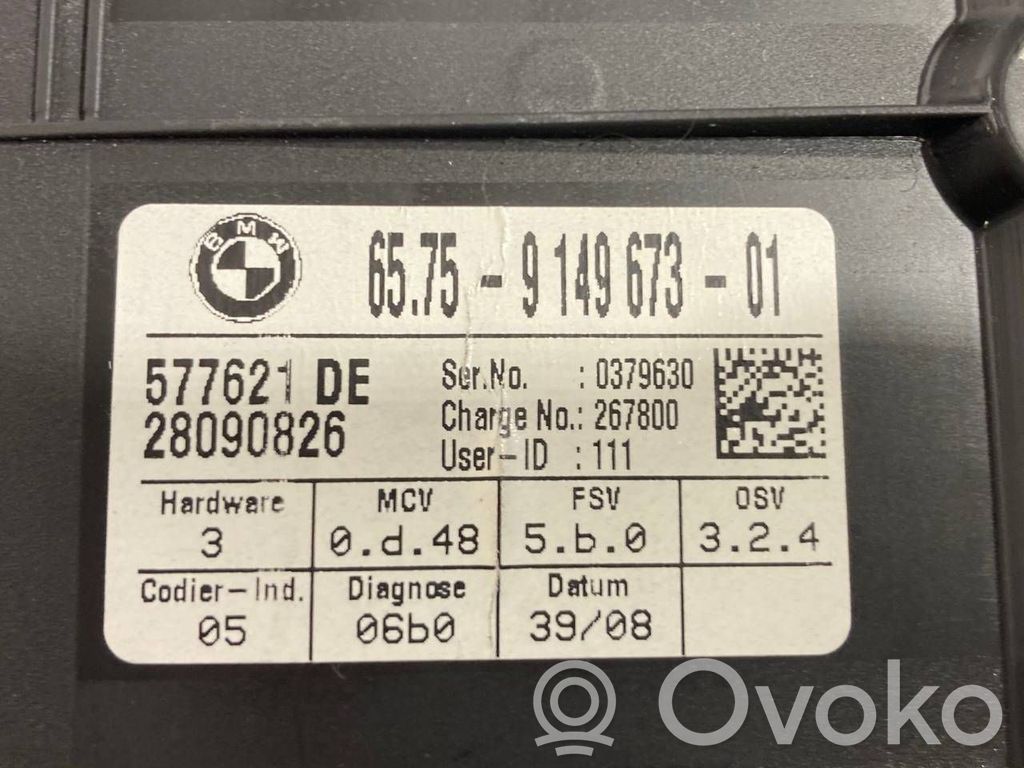 BMW
65.75 - 9 149 673 - 01
577621 DE
28090826
Ser.No. : 0379630
Charge No.: 267800
User-ID : 111
Hardware MCV FSV OSV
3 0.d.48 5.b.0 3.2.4
Codier-Ind. Diagnose Datum
05 06b0 39/08
Ovoko